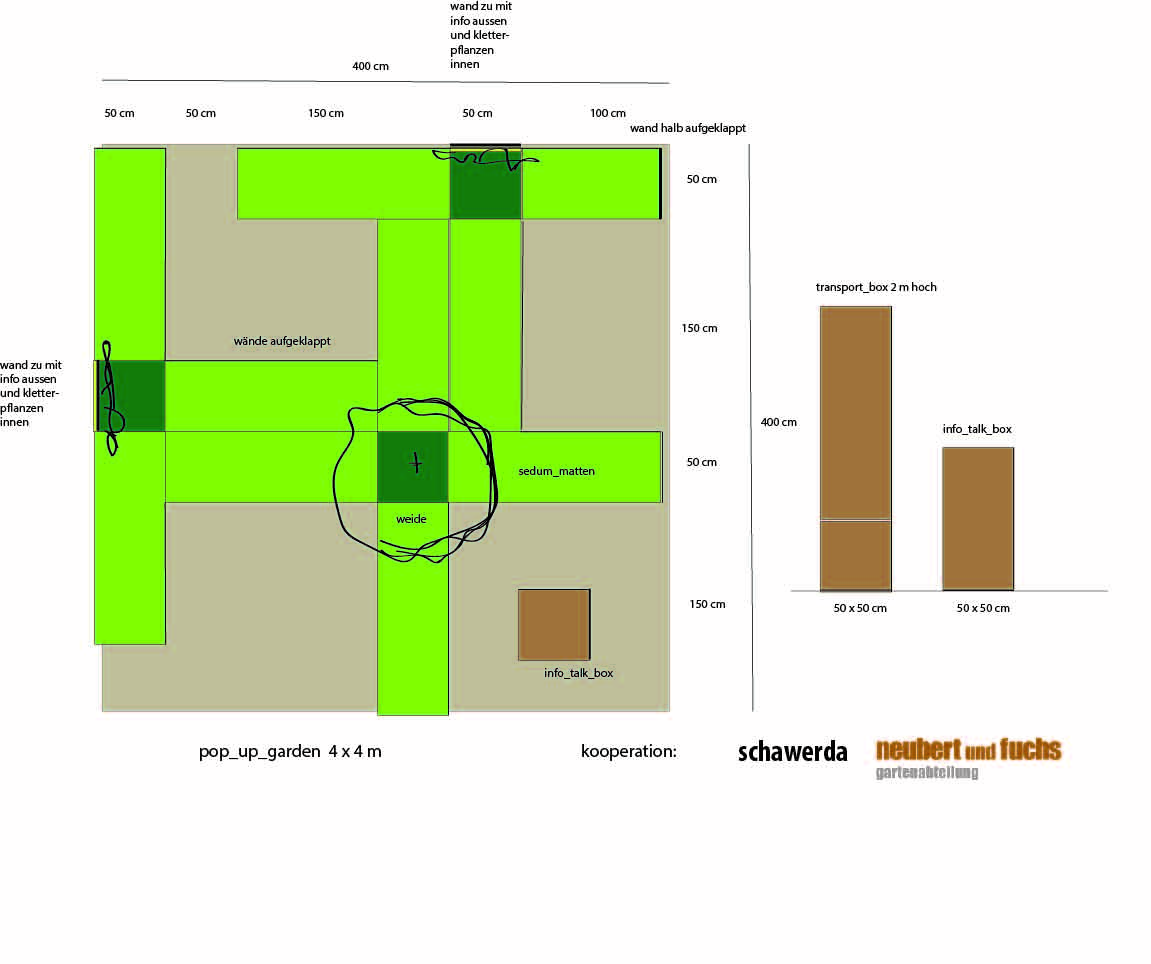 wand zu mit
info aussen
und kletter-
pflanzen
innen
400 cm
50 cm
50 cm
150 cm
50 cm
100 cm
wand halb aufgeklappt
50 cm
transport_box 2 m hoch
150 cm
wände aufgeklappt
wand zu mit
info aussen
und kletter-
pflanzen
innen
400 cm
info_talk_box
50 cm
sedum_matten
weide
150 cm
50 x 50 cm
50 x 50 cm
info_talk_box
pop_up_garden 4 x 4 m
kooperation:
schawerda
neubert und fuchs
gartenabteilung